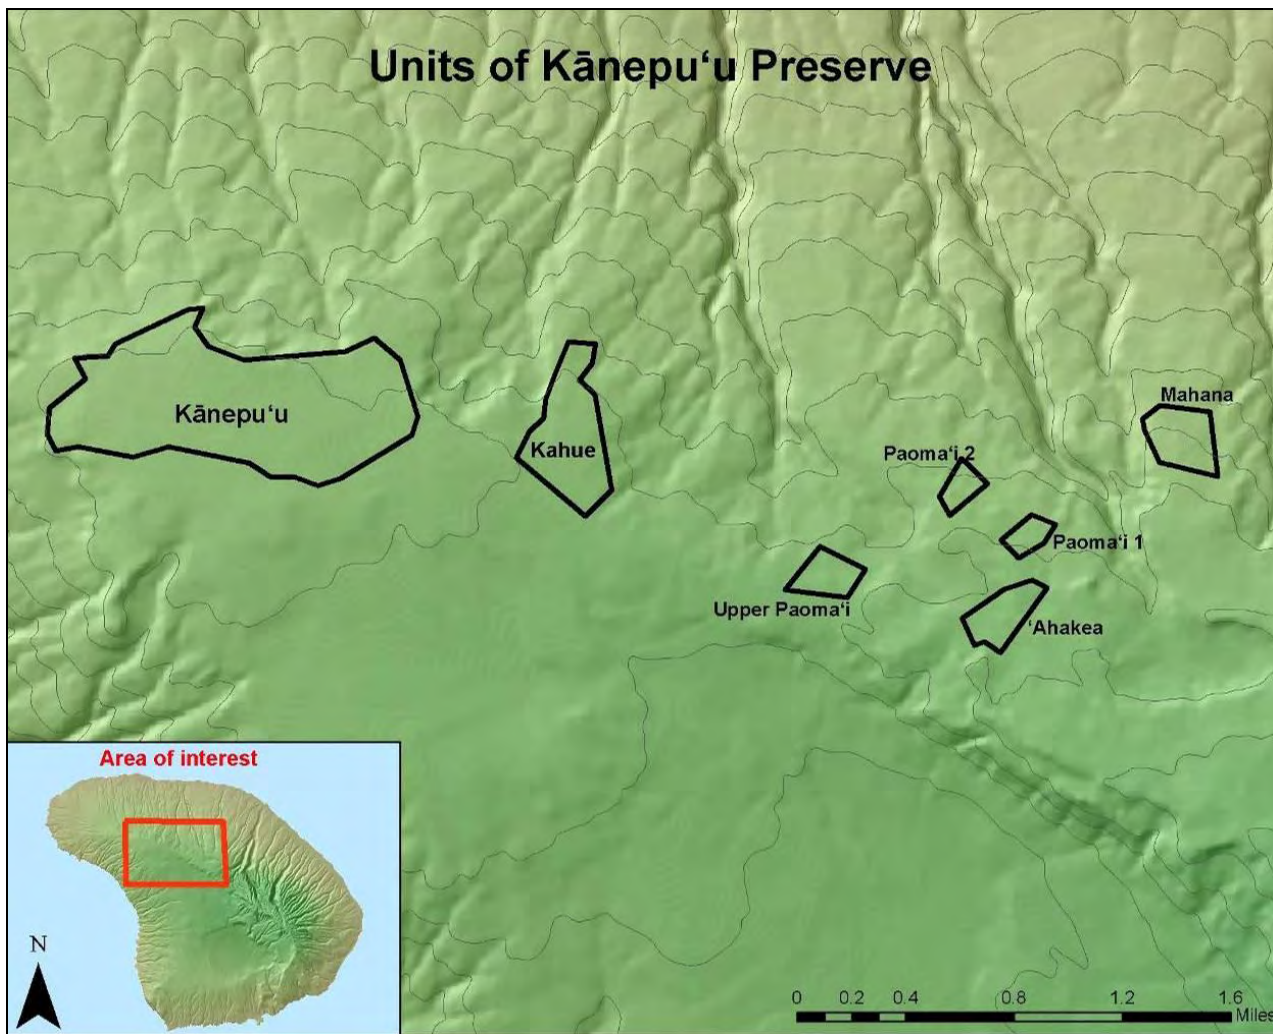 Units of Kānepuʻu Preserve
Mahana
Kānepuʻu
Kahue
Paomaʻi 2
Paomaʻi 1
Upper Paomaʻi
ʻAhakea
Area of interest
N
0 0.2 0.4 0.8 1.2 1.6
Miles